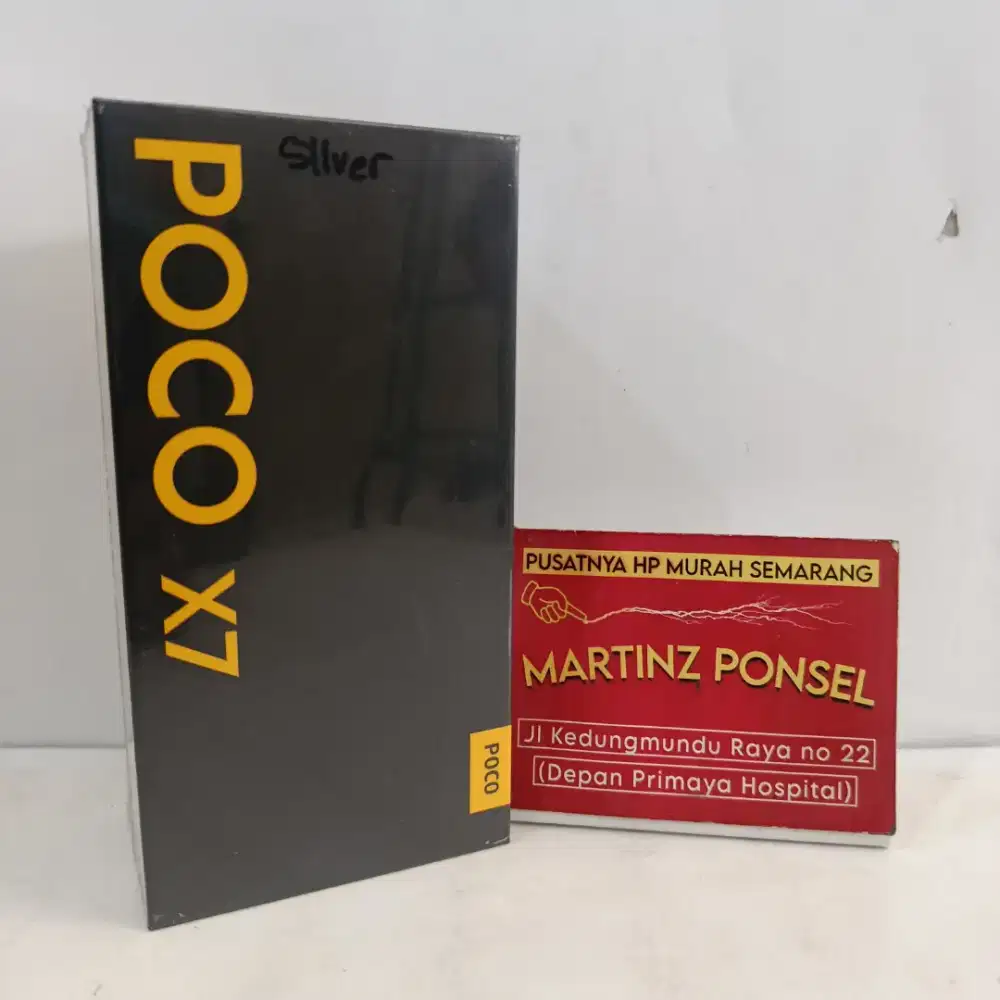 Silver
POCO X7
POCO
PUSATNYA HP MURAH SEMARANG
MARTINZ PONSEL
Jl Kedungmundu Raya no 22
(Depan Primaya Hospital)